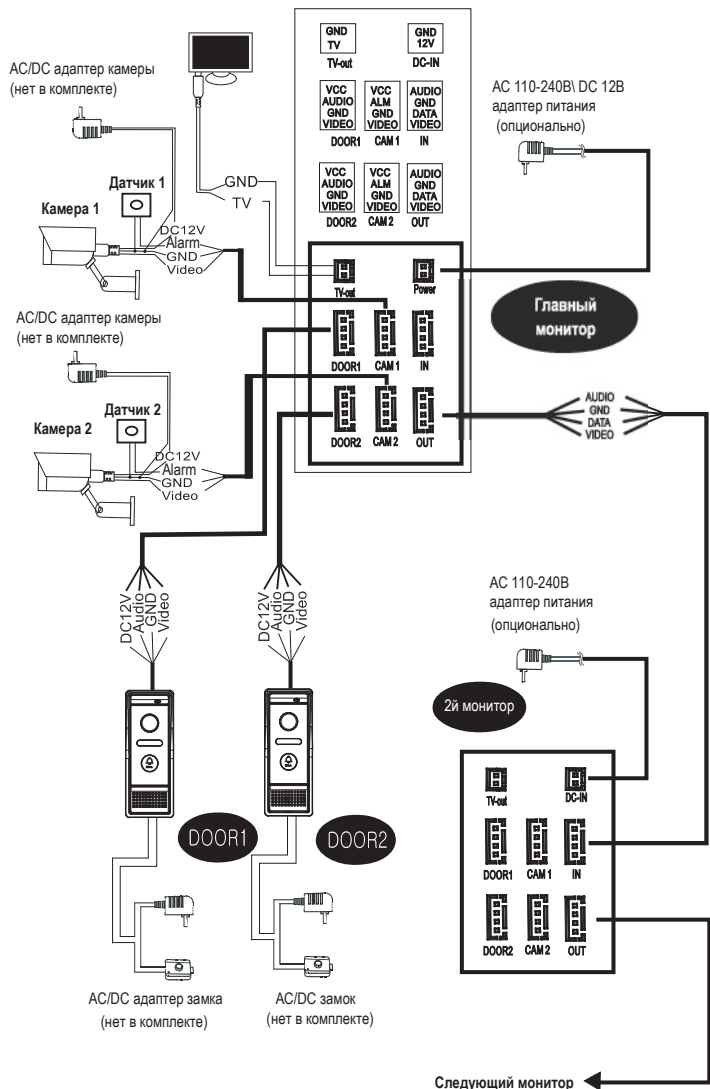 GND
TV
TV-out
GND
12V
DC-IN
AC/DC адаптер камеры
(нет в комплекте)
AC 110-240В\ DC 12В
адаптер питания
(опционально)
VCC
AUDIO
GND
VIDEO
DOOR1
VCC
ALM
GND
VIDEO
CAM 1
AUDIO
GND
DATA
VIDEO
IN
VCC
AUDIO
GND
VIDEO
DOOR2
VCC
ALM
GND
VIDEO
CAM 2
AUDIO
GND
DATA
VIDEO
OUT
GND
TV
Датчик 1
Камера 1
DC12V
Alarm
GND
Video
TV-out
Power
Главный
монитор
AC/DC адаптер камеры
(нет в комплекте)
DOOR1
CAM 1
IN
DOOR2
CAM 2
OUT
AUDIO
GND
DATA
VIDEO
Датчик 2
Камера 2
DC12V
Alarm
GND
Video
DC12V
Audio
GND
Video
DC12V
Audio
GND
Video
AC 110-240В
адаптер питания
(опционально)
2й монитор
TV-out
DC-IN
DOOR1
CAM 1
IN
DOOR2
CAM 2
OUT
DOOR1
DOOR2
AC/DC адаптер замка
(нет в комплекте)
AC/DC замок
(нет в комплекте)
Следующий монитор